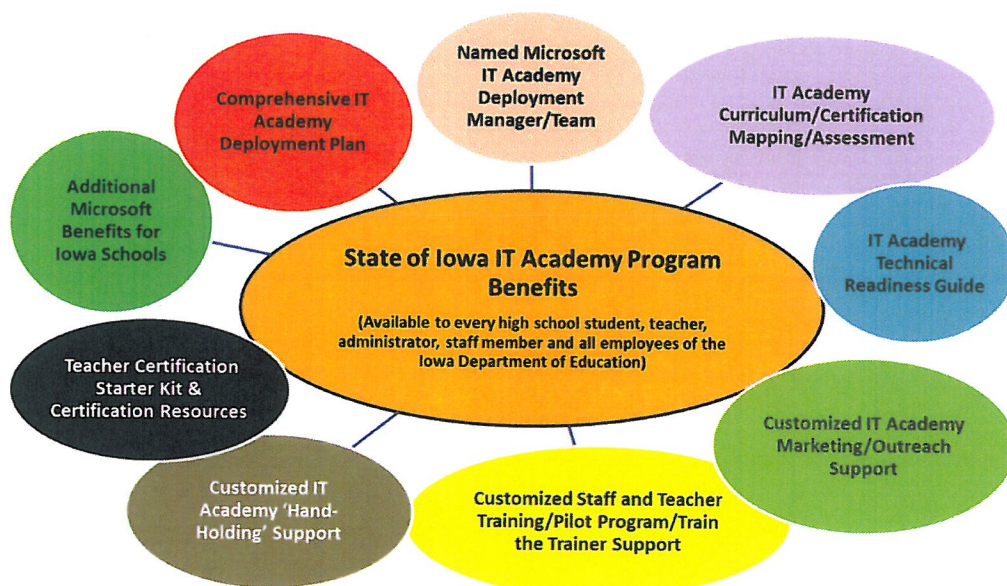 Named Microsoft
IT Academy
Deployment
Manager/Team
IT Academy
Curriculum/Certification
Mapping/Assessment
IT Academy
Technical
Readiness Guide
Customized IT Academy
Marketing/Outreach
Support
Customized Staff and Teacher
Training/Pilot Program/Train
the Trainer Support
Customized IT
Academy ‘Hand-
Holding’ Support
Teacher Certification
Starter Kit &
Certification Resources
Additional
Microsoft
Benefits for
Iowa Schools
Comprehensive IT
Academy
Deployment Plan
State of Iowa IT Academy Program
Benefits
(Available to every high school student, teacher,
administrator, staff member and all employees of the
Iowa Department of Education)